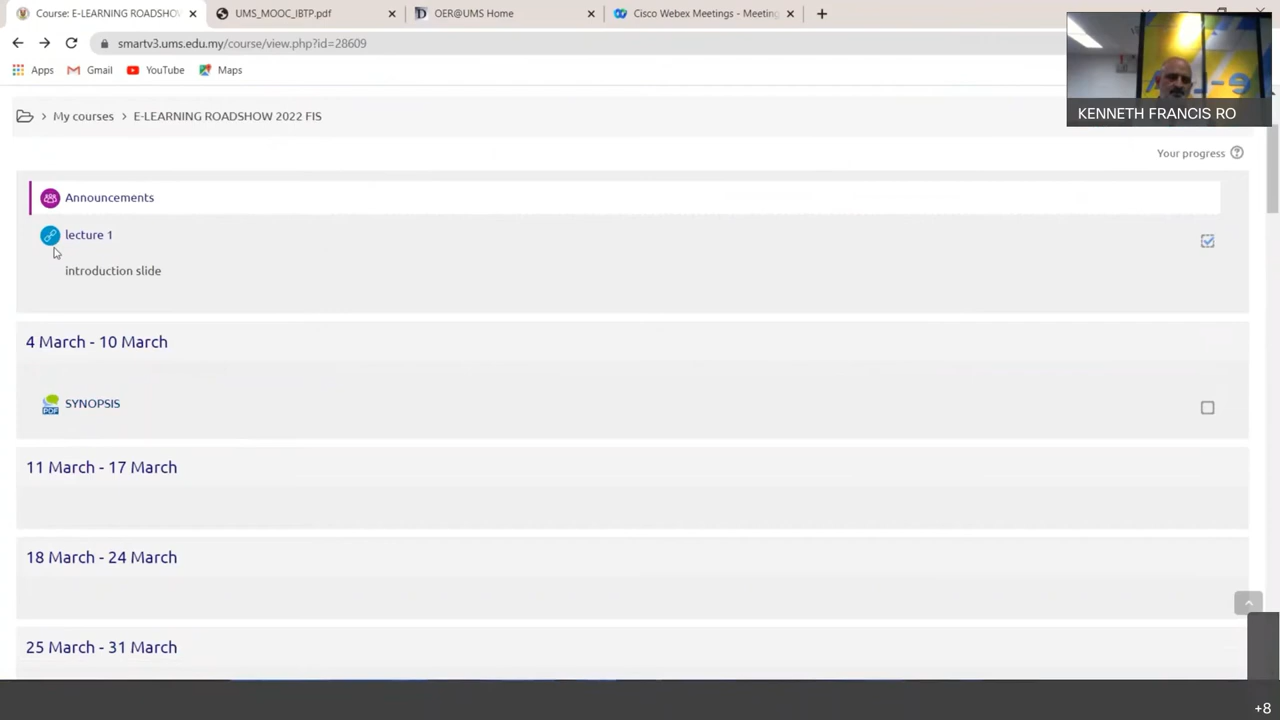 Course: E-LEARNING ROADSHOW
UMS_MOOC_IBTP.pdf
OER@UMS Home
Cisco Webex Meetings - Meeting
smartv3.ums.edu.my/course/view.php?id=28609
Apps
Gmail
YouTube
Maps
KENNETH FRANCIS RO
My courses > E-LEARNING ROADSHOW 2022 FIS
Your progress
Announcements
lecture 1
introduction slide
4 March - 10 March
SYNOPSIS
11 March - 17 March
18 March - 24 March
25 March - 31 March
+8